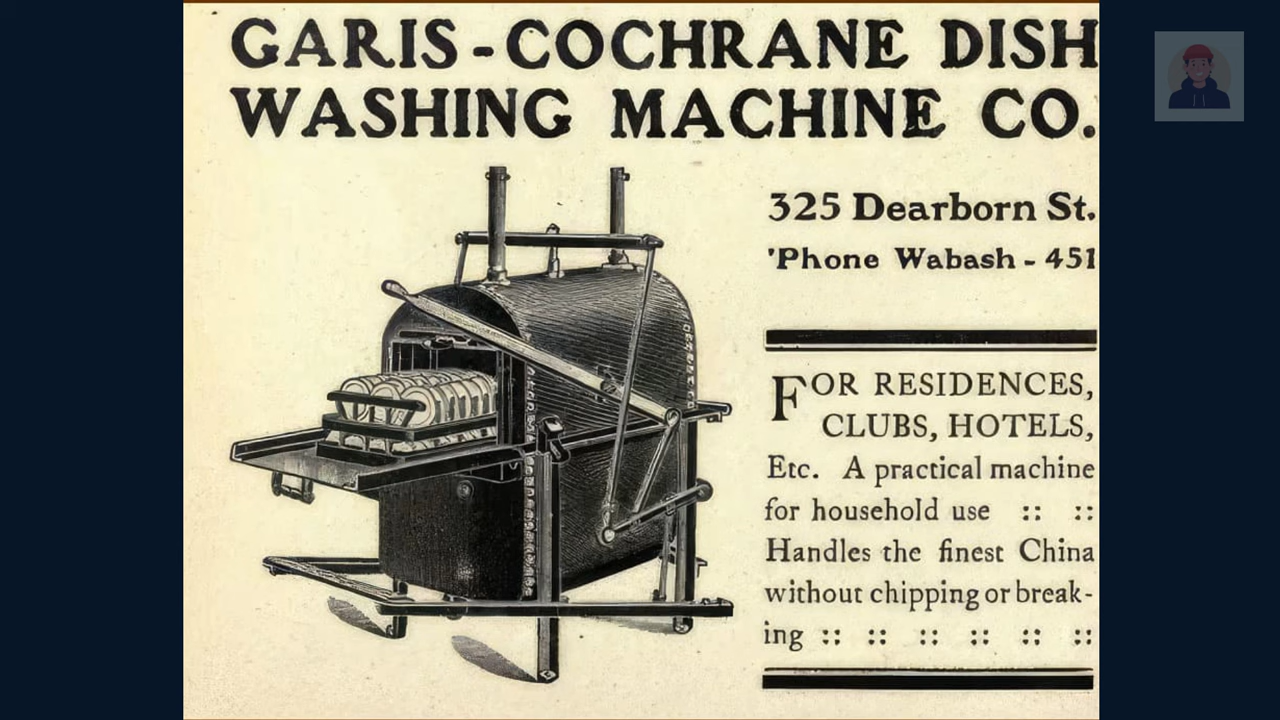 GARIS-COCHRANE DISH
WASHING MACHINE CO.
325 Dearborn St.
'Phone Wabash - 451
FOR RESIDENCES,
CLUBS, HOTELS,
Etc. A practical machine
for household use :: ::
Handles the finest China
without chipping or break-
ing :: :: :: :: :: ::